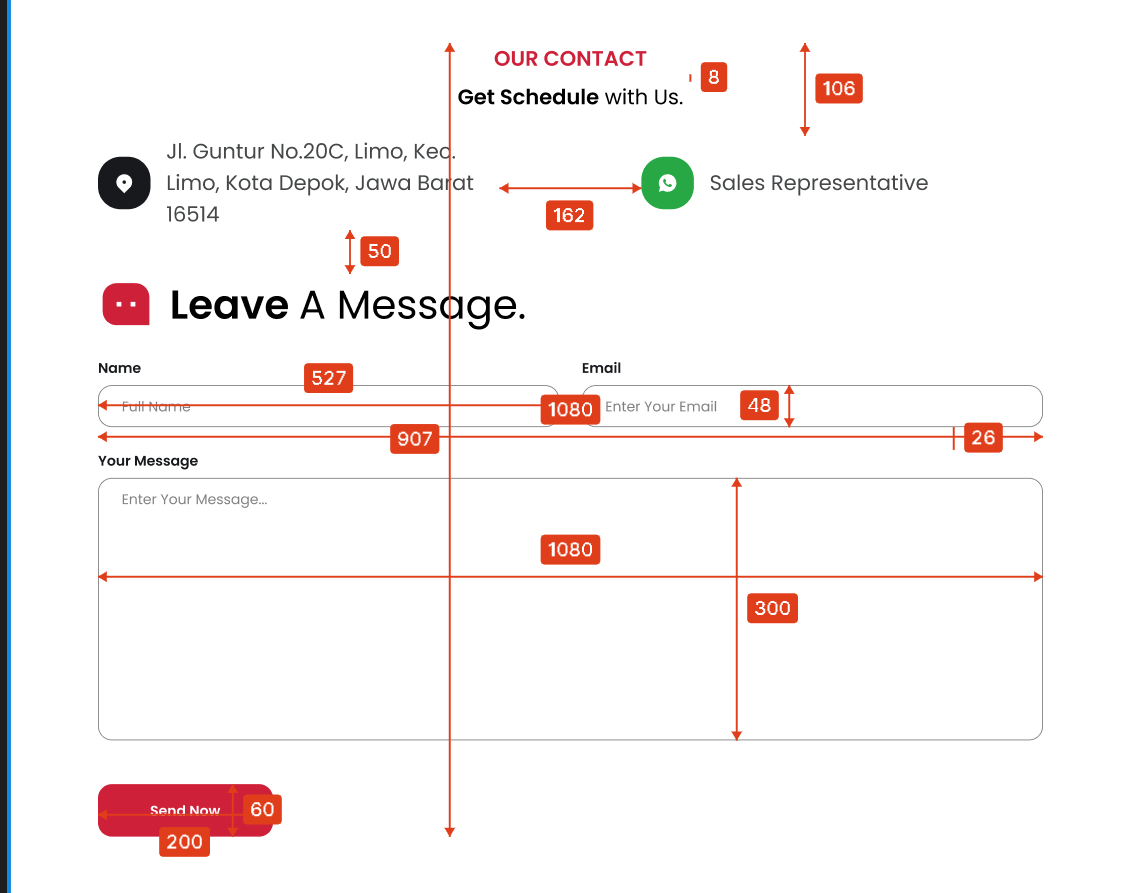 OUR CONTACT
8
106
Get Schedule with Us.
Jl. Guntur No.20C, Limo, Kec.
Limo, Kota Depok, Jawa Barat
16514
Sales Representative
162
50
Leave A Message.
Name
Email
527
Full Name
1080
Enter Your Email
48
907
26
Your Message
Enter Your Message...
1080
300
Send Now
60
200